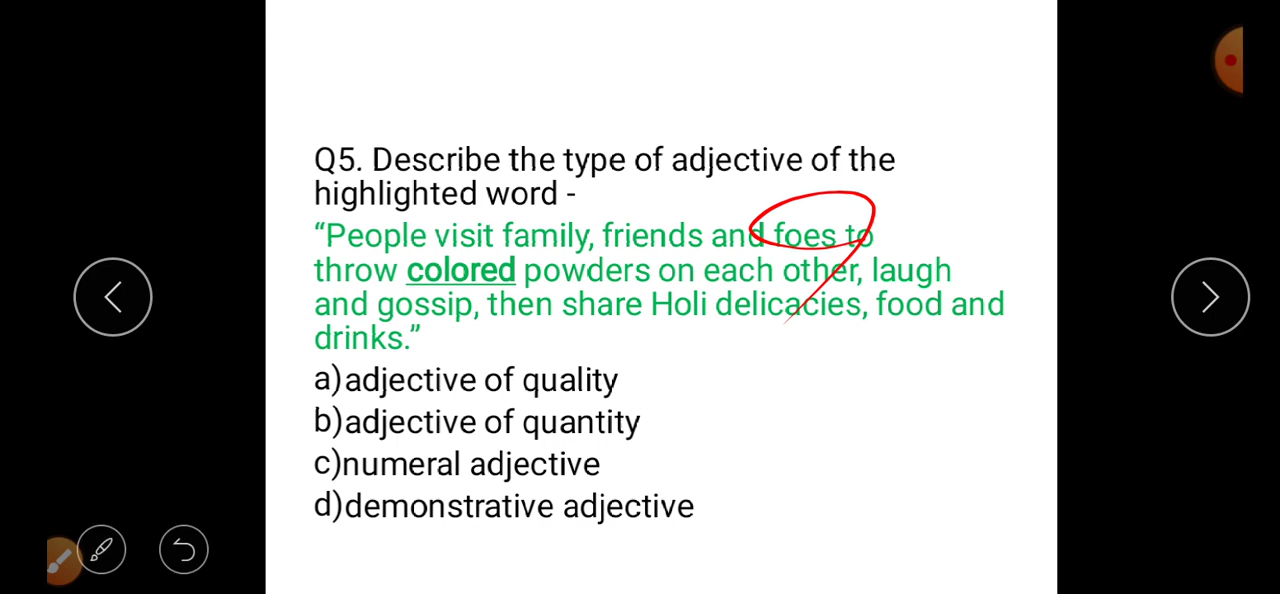 Q5. Describe the type of adjective of the
highlighted word -
“People visit family, friends and foes to
throw colored powders on each other, laugh
and gossip, then share Holi delicacies, food and
drinks.”
a)adjective of quality
b)adjective of quantity
c)numeral adjective
d)demonstrative adjective